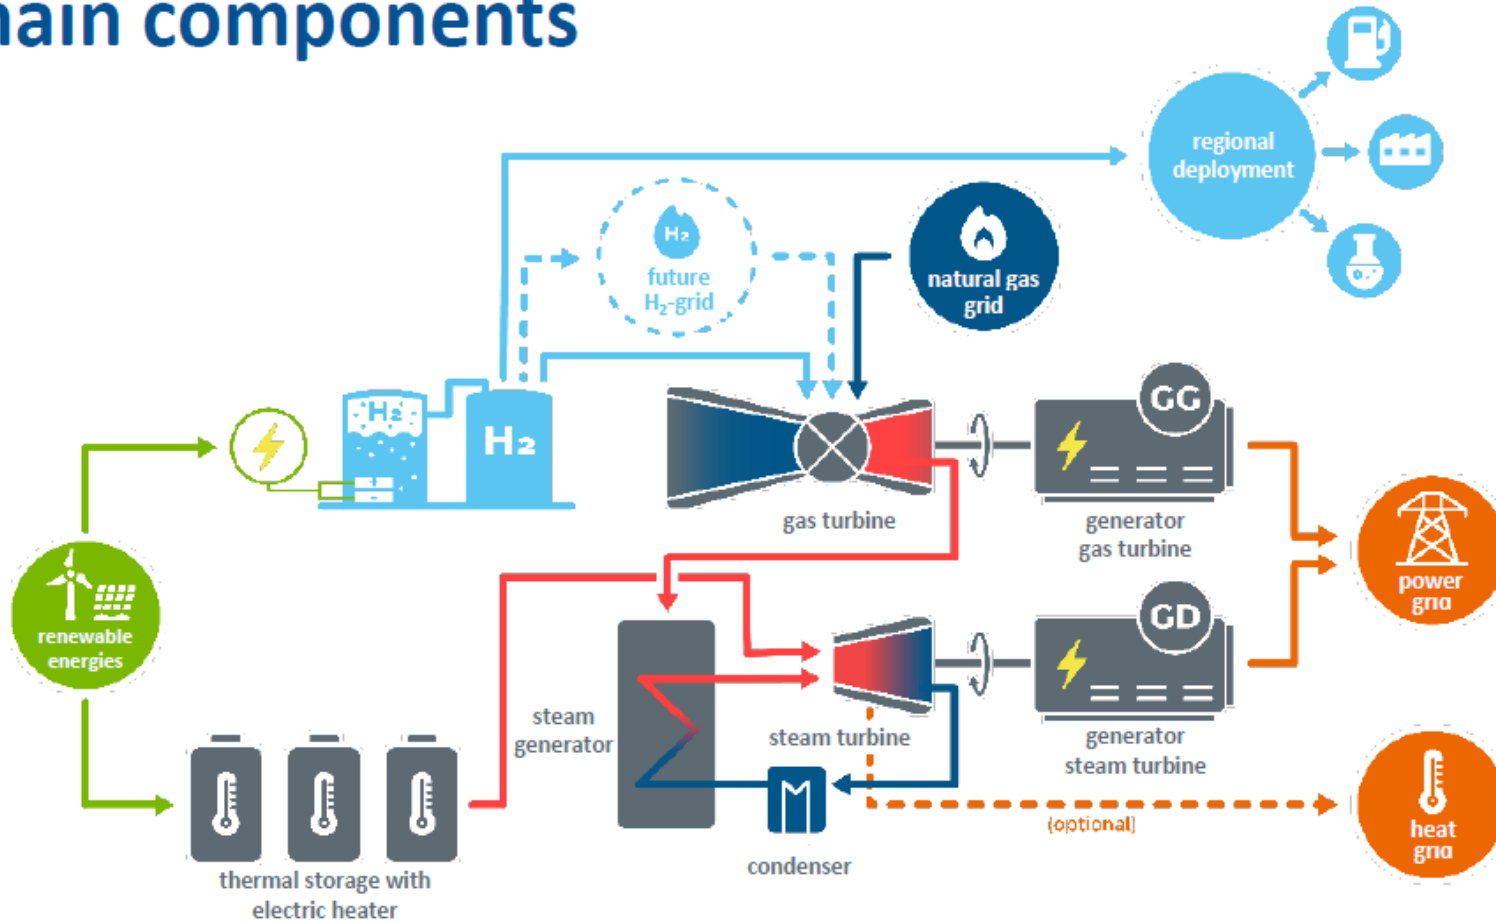 main components
regional
deployment
H₂
future
H₂-grid
natural gas
grid
H₂
H₂
GG
gas turbine
generator
gas turbine
power
grid
renewable
energies
GD
steam
generator
steam turbine
generator
steam turbine
(optional)
heat
grid
condenser
thermal storage with
electric heater